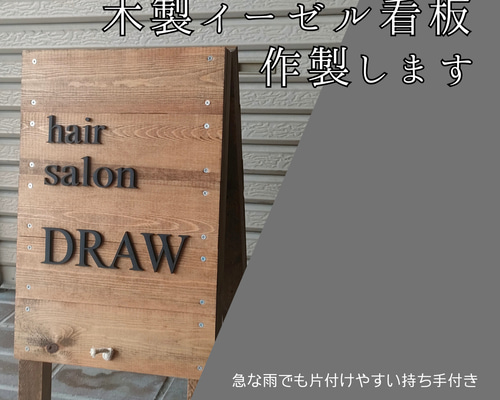 木製イーゼル看板
作製します
hair
salon
DRAW
急な雨でも片付けやすい持ち手付き